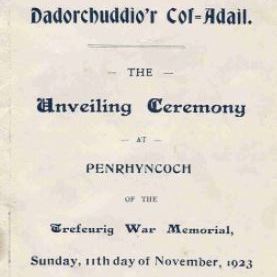 Dadorchuddio'r Cof=Adail.
— THE —
Unveiling Ceremony
— AT —
PENRHYNCOCH
OF THE
Trefeurig War Memorial,
Sunday, 11th day of November, 1923